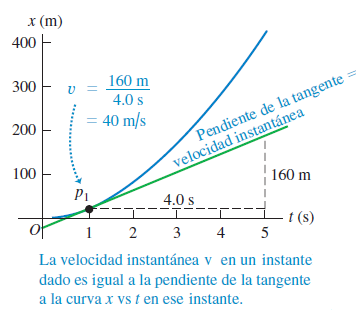 x (m)
400
300
200
100
O
1
2
3
4
5
t (s)
v = 160 m / 4.0 s
= 40 m/s
Pendiente de la tangente =
velocidad instantánea
160 m
4.0 s
p1
La velocidad instantánea v en un instante
dado es igual a la pendiente de la tangente
a la curva x vs t en ese instante.